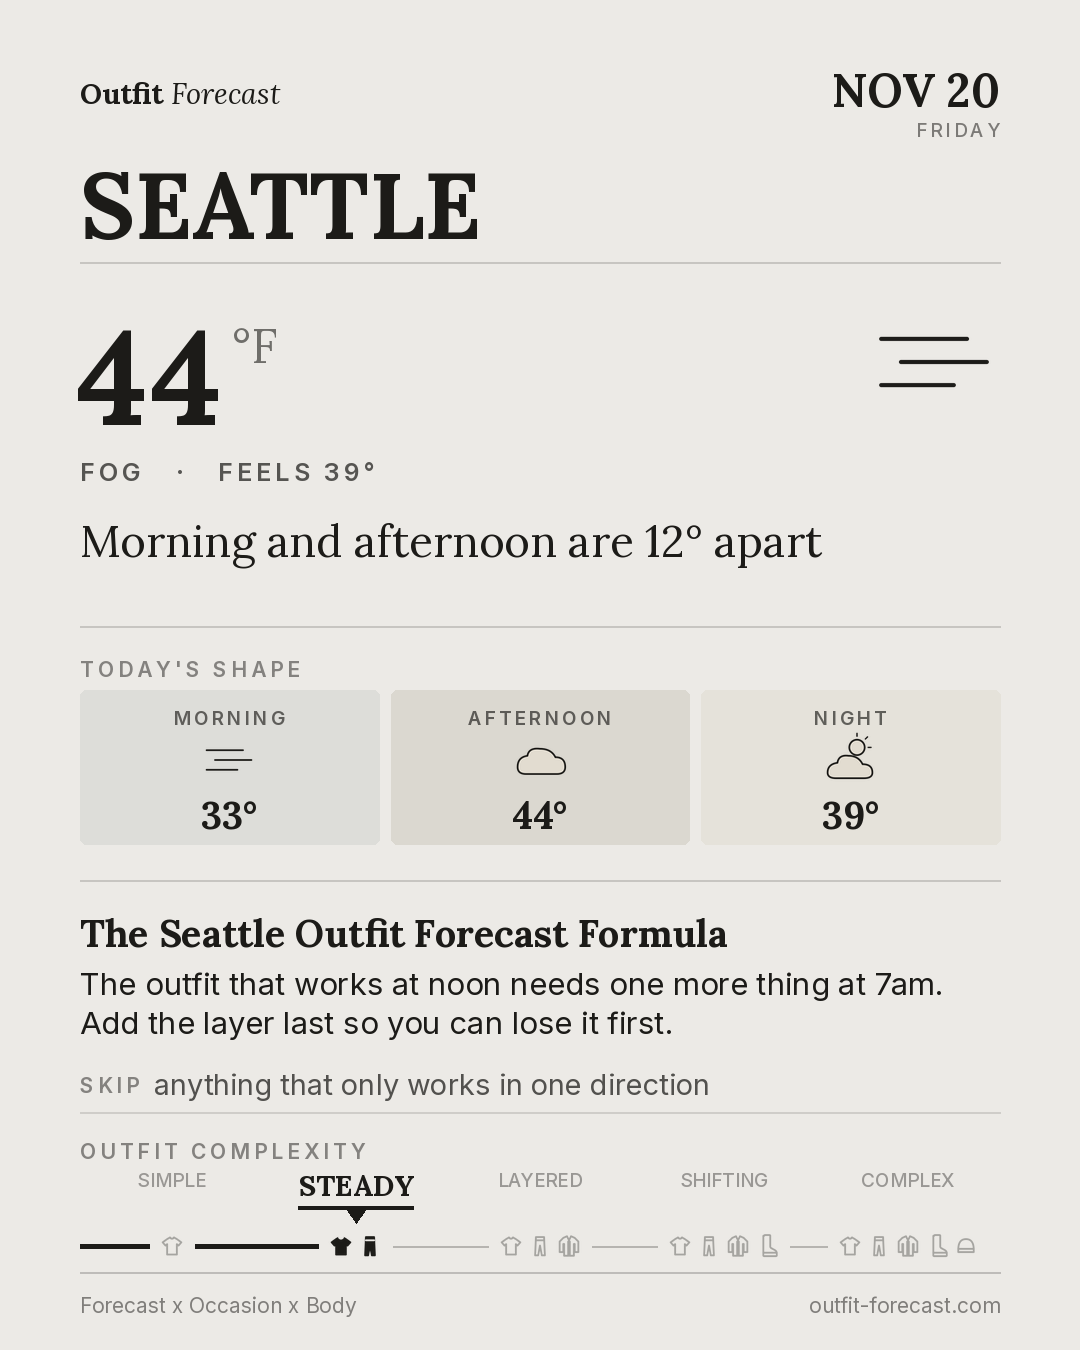 Outfit Forecast
NOV 20
FRIDAY
SEATTLE
44 °F
FOG · FEELS 39°
Morning and afternoon are 12° apart
TODAY'S SHAPE
MORNING
33°
AFTERNOON
44°
NIGHT
39°
The Seattle Outfit Forecast Formula
The outfit that works at noon needs one more thing at 7am.
Add the layer last so you can lose it first.
SKIP anything that only works in one direction
OUTFIT COMPLEXITY
SIMPLE STEADY LAYERED SHIFTING COMPLEX
Forecast x Occasion x Body
outfit-forecast.com